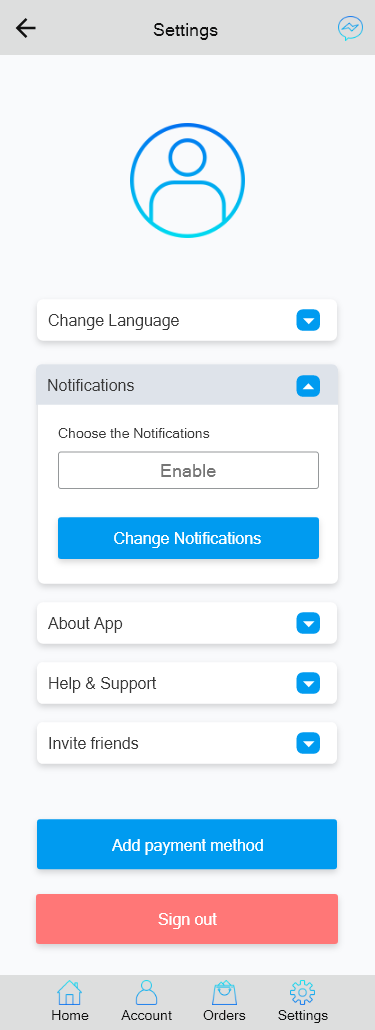 Settings
Change Language
Notifications
Choose the Notifications
Enable
Change Notifications
About App
Help & Support
Invite friends
Add payment method
Sign out
Home Account Orders Settings